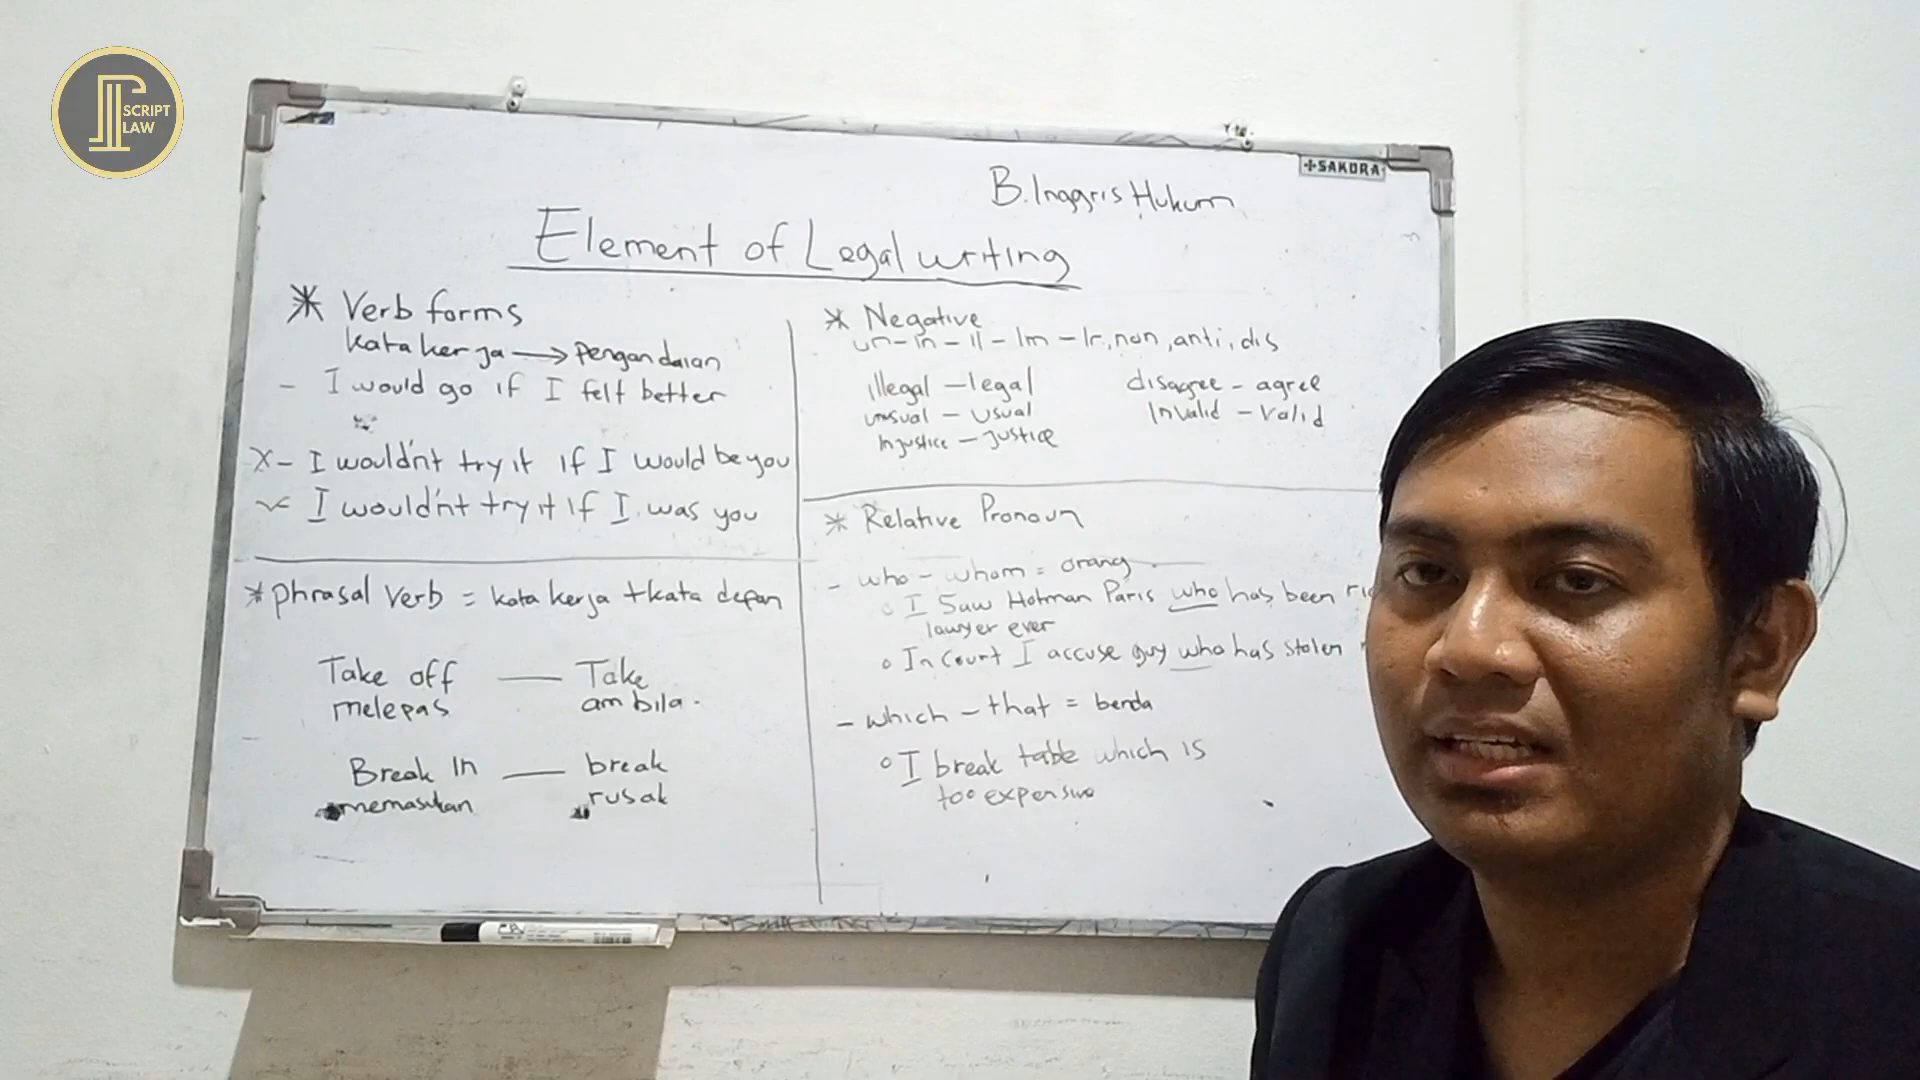 SCRIPT
LAW
SAKURA
B. Inggris Hukum
Element of Legal writing
* Verb forms
kata kerja → pengandaian
- I would go if I felt better
X - I wouldn't try it if I would be you
I wouldn't try it if I was you
* phrasal verb = kata kerja + kata depan
Take off — Take
melepas ambila.
Break in — break
memasukan rusak
* Negative
un - in - il - im - ir, non, anti, dis
illegal - legal disagree - agree
unusual - usual invalid - valid
injustice - justice
* Relative Pronoun
- who - whom = orang
o I saw Hotman Paris who has been
lawyer ever
o In Court I accuse guy who has stolen
- which - that = benda
o I break table which is
too expensive